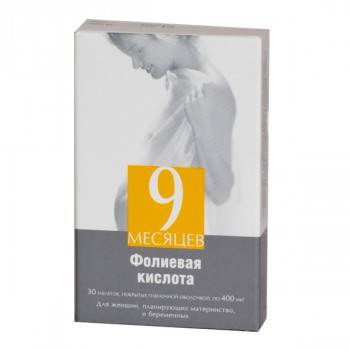 9
МЕСЯЦЕВ
Фолиевая
кислота
30 таблеток, покрытых пленочной оболочкой, по 400 мкг
Для женщин, планирующих материнство,
и беременных